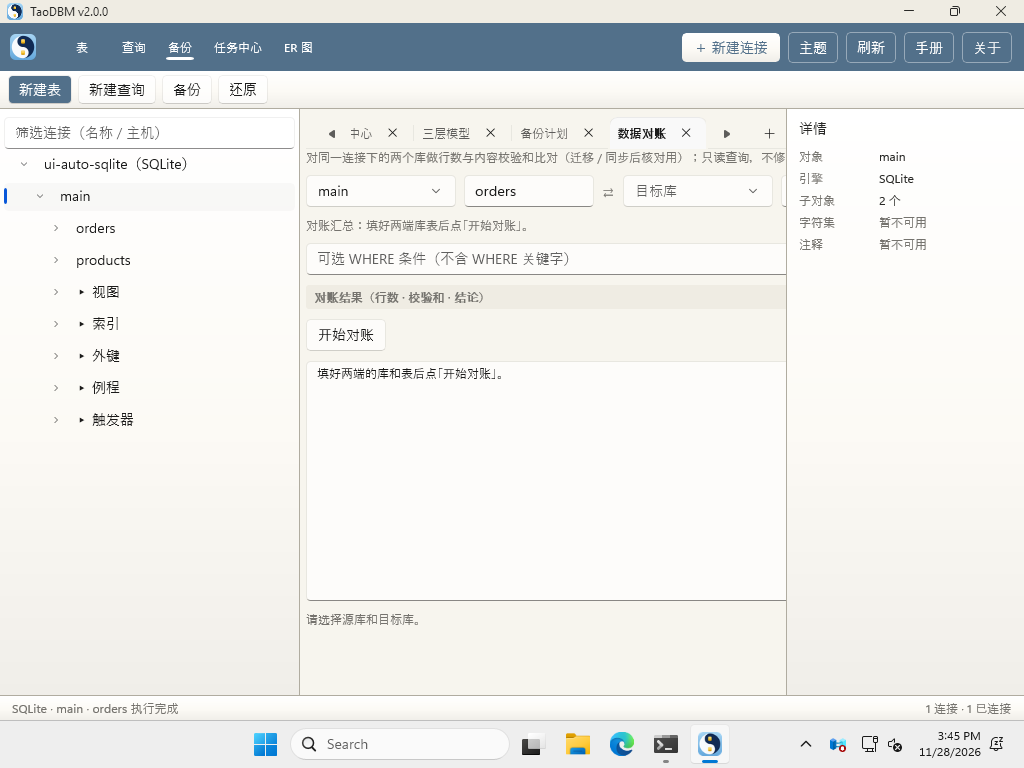 TaoDBM v2.0.0
表 查询 备份 任务中心 ER 图 + 新建连接 主题 刷新 手册 关于
新建表 新建查询 备份 还原
筛选连接（名称 / 主机）
ui-auto-sqlite（SQLite）
main
orders
products
视图
索引
外键
例程
触发器
中心 三层模型 备份计划 数据对账
对同一连接下的两个库做行数与内容校验和比对（迁移 / 同步后核对用）；只读查询，不修
main orders ⇄ 目标库
对账汇总：填好两端库表后点「开始对账」。
可选 WHERE 条件（不含 WHERE 关键字）
对账结果（行数 · 校验和 · 结论）
开始对账
填好两端的库和表后点「开始对账」。
请选择源库和目标库。
详情
对象 main
引擎 SQLite
子对象 2 个
字符集 暂不可用
注释 暂不可用
SQLite · main · orders 执行完成
1 连接 · 1 已连接
Search
3:45 PM
11/28/2026